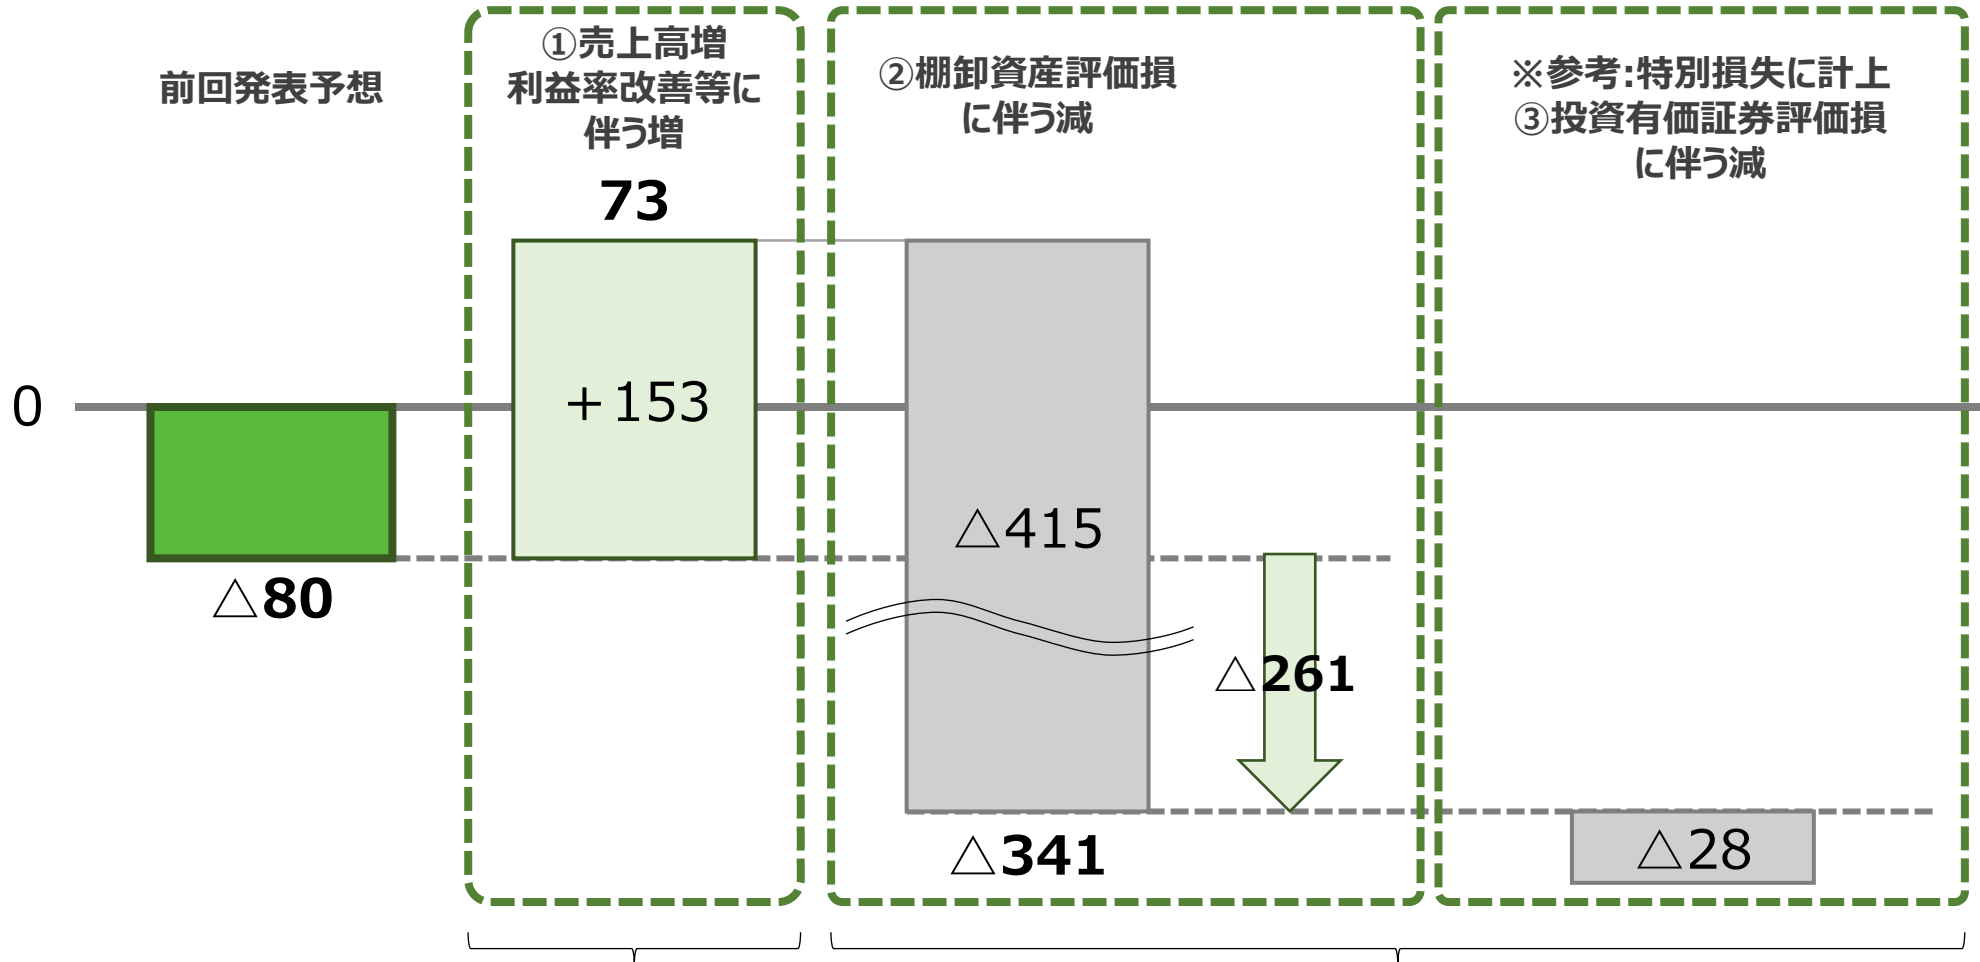 前回発表予想
①売上高増
利益率改善等に
伴う増
73
②棚卸資産評価損
に伴う減
※参考:特別損失に計上
③投資有価証券評価損
に伴う減
0
+153
△415
△80
△261
△341
△28